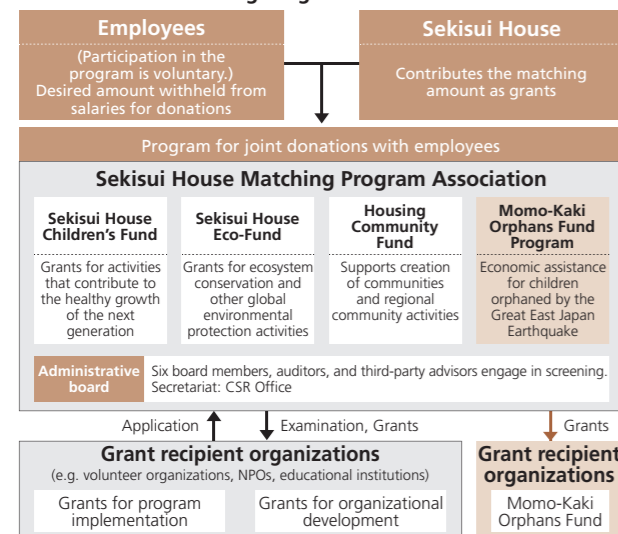 Employees
(Participation in the
program is voluntary.)
Desired amount withheld from
salaries for donations
Sekisui House
Contributes the matching
amount as grants
Program for joint donations with employees
Sekisui House Matching Program Association
Sekisui House
Children's Fund
Grants for activities
that contribute to
the healthy growth
of the next
generation
Sekisui House
Eco-Fund
Grants for ecosystem
conservation and
other global
environmental
protection activities
Housing
Community
Fund
Supports creation
of communities
and regional
community activities
Momo-Kaki
Orphans Fund
Program
Economic assistance
for children
orphaned by the
Great East Japan
Earthquake
Administrative
board
Six board members, auditors, and third-party advisors engage in screening.
Secretariat: CSR Office
Application
Examination, Grants
Grants
Grant recipient organizations
(e.g. volunteer organizations, NPOs, educational institutions)
Grants for program
implementation
Grants for organizational
development
Grant recipient
organizations
Momo-Kaki
Orphans Fund